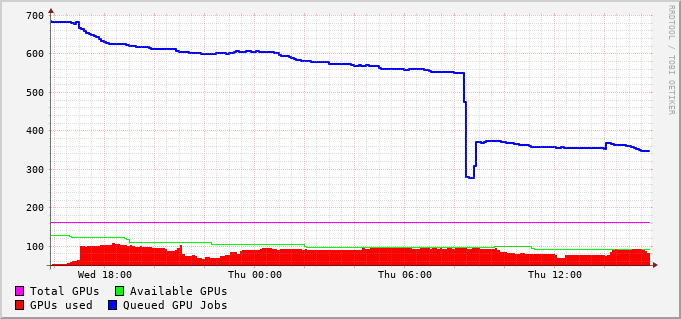 700
600
500
400
300
200
100
Wed 18:00 Thu 00:00 Thu 06:00 Thu 12:00
Total GPUs Available GPUs
GPUs used Queued GPU Jobs
RRDTOOL / TOBI OETIKER